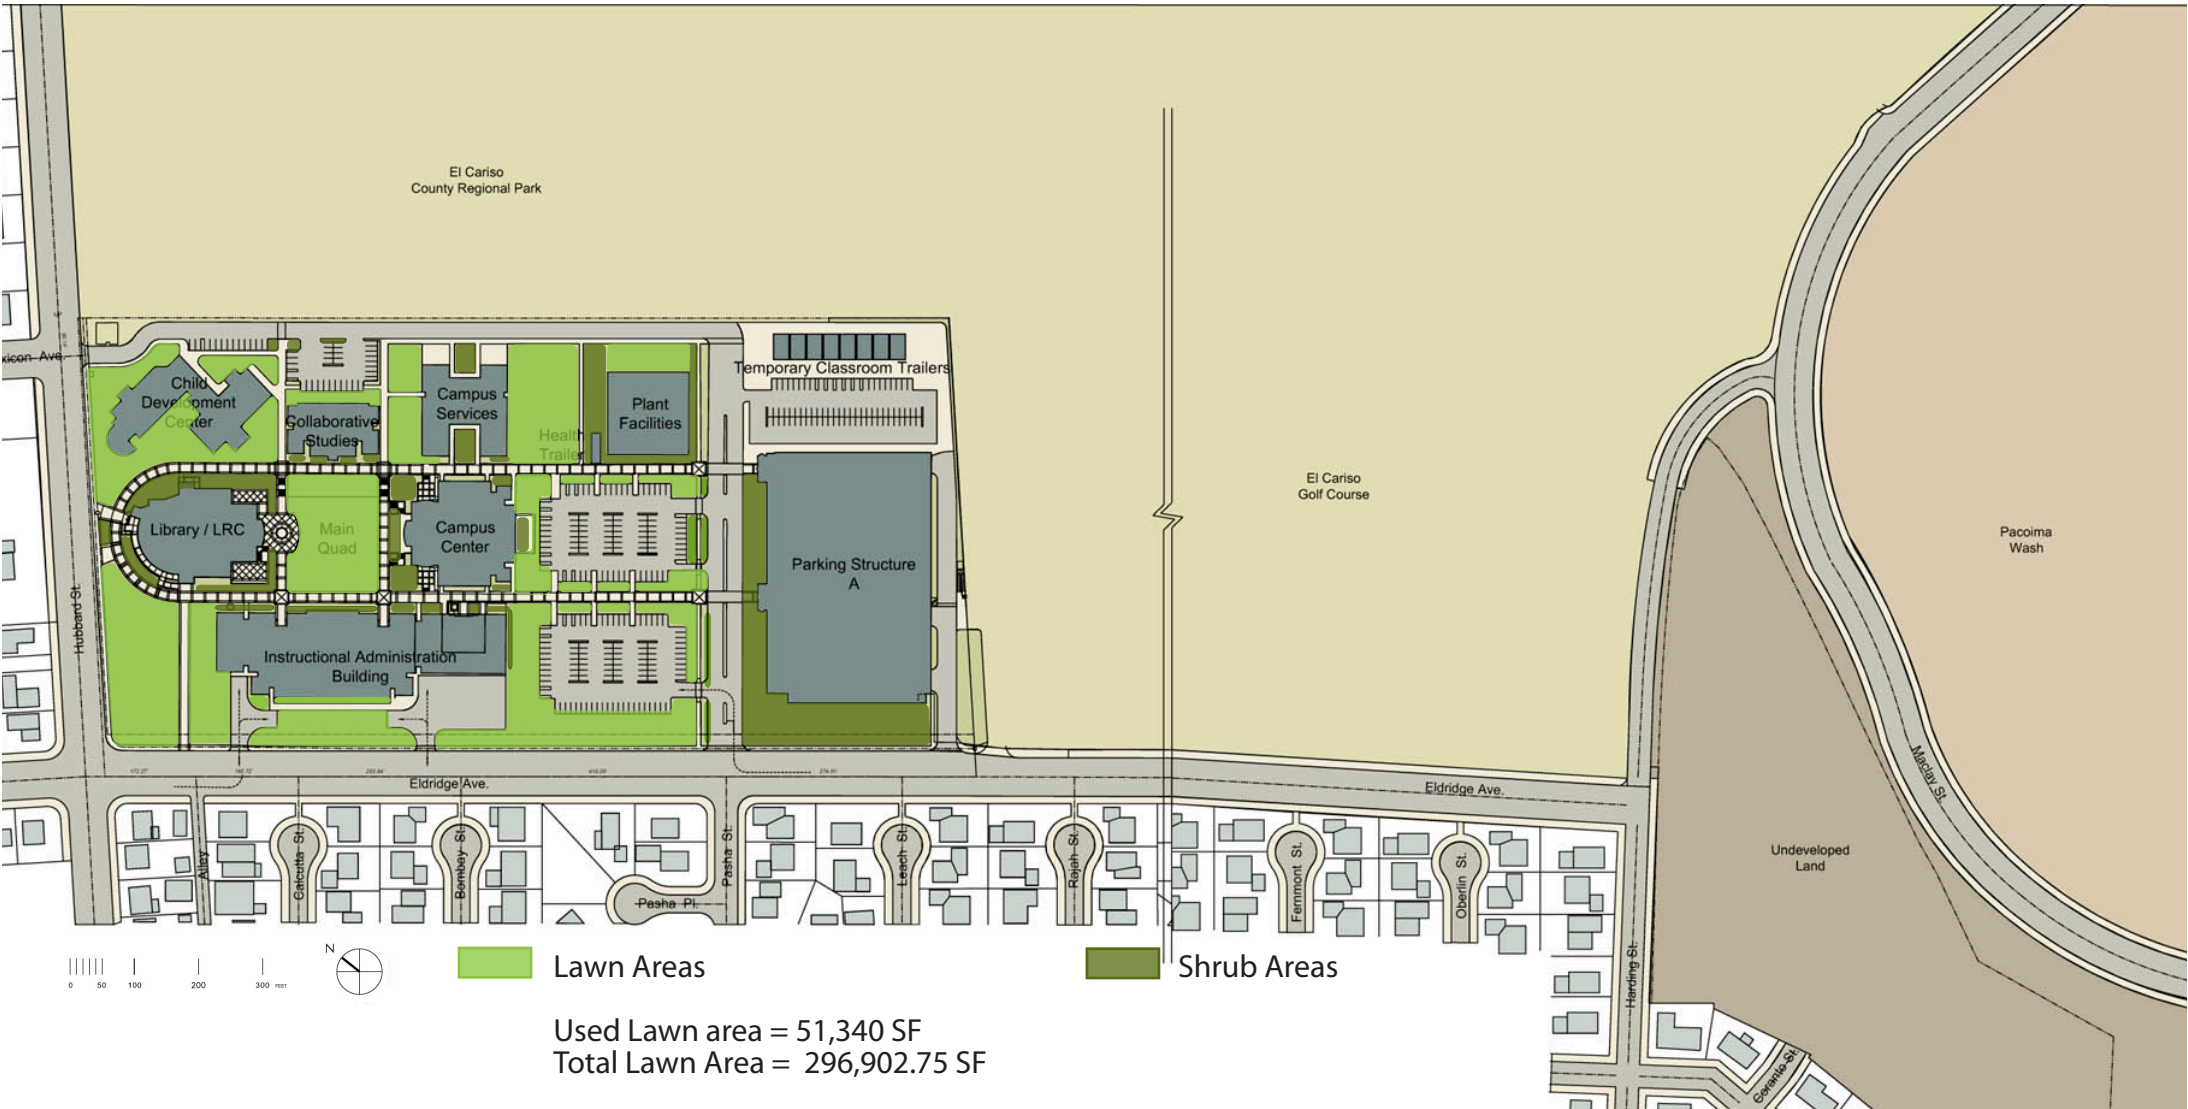 El Cariso
County Regional Park
xicon Ave.
Temporary Classroom Trailers
Child
Development
Center
Collaborative
Studies
Campus
Services
Plant
Facilities
Health
Trailer
Library / LRC
Main
Quad
Campus
Center
Parking Structure
A
El Cariso
Golf Course
Pacoima
Wash
Hubbard St.
Instructional Administration
Building
Maclay St.
Eldridge Ave.
Eldridge Ave.
Alley
Calcutta St.
Bombay St.
Pasha Pl.
Pasha St.
Leach St.
Rajah St.
Fernmont St.
Oberlin St.
Harding St.
Undeveloped
Land
N
0 50 100 200 300 FEET
Lawn Areas
Shrub Areas
Used Lawn area = 51,340 SF
Total Lawn Area = 296,902.75 SF